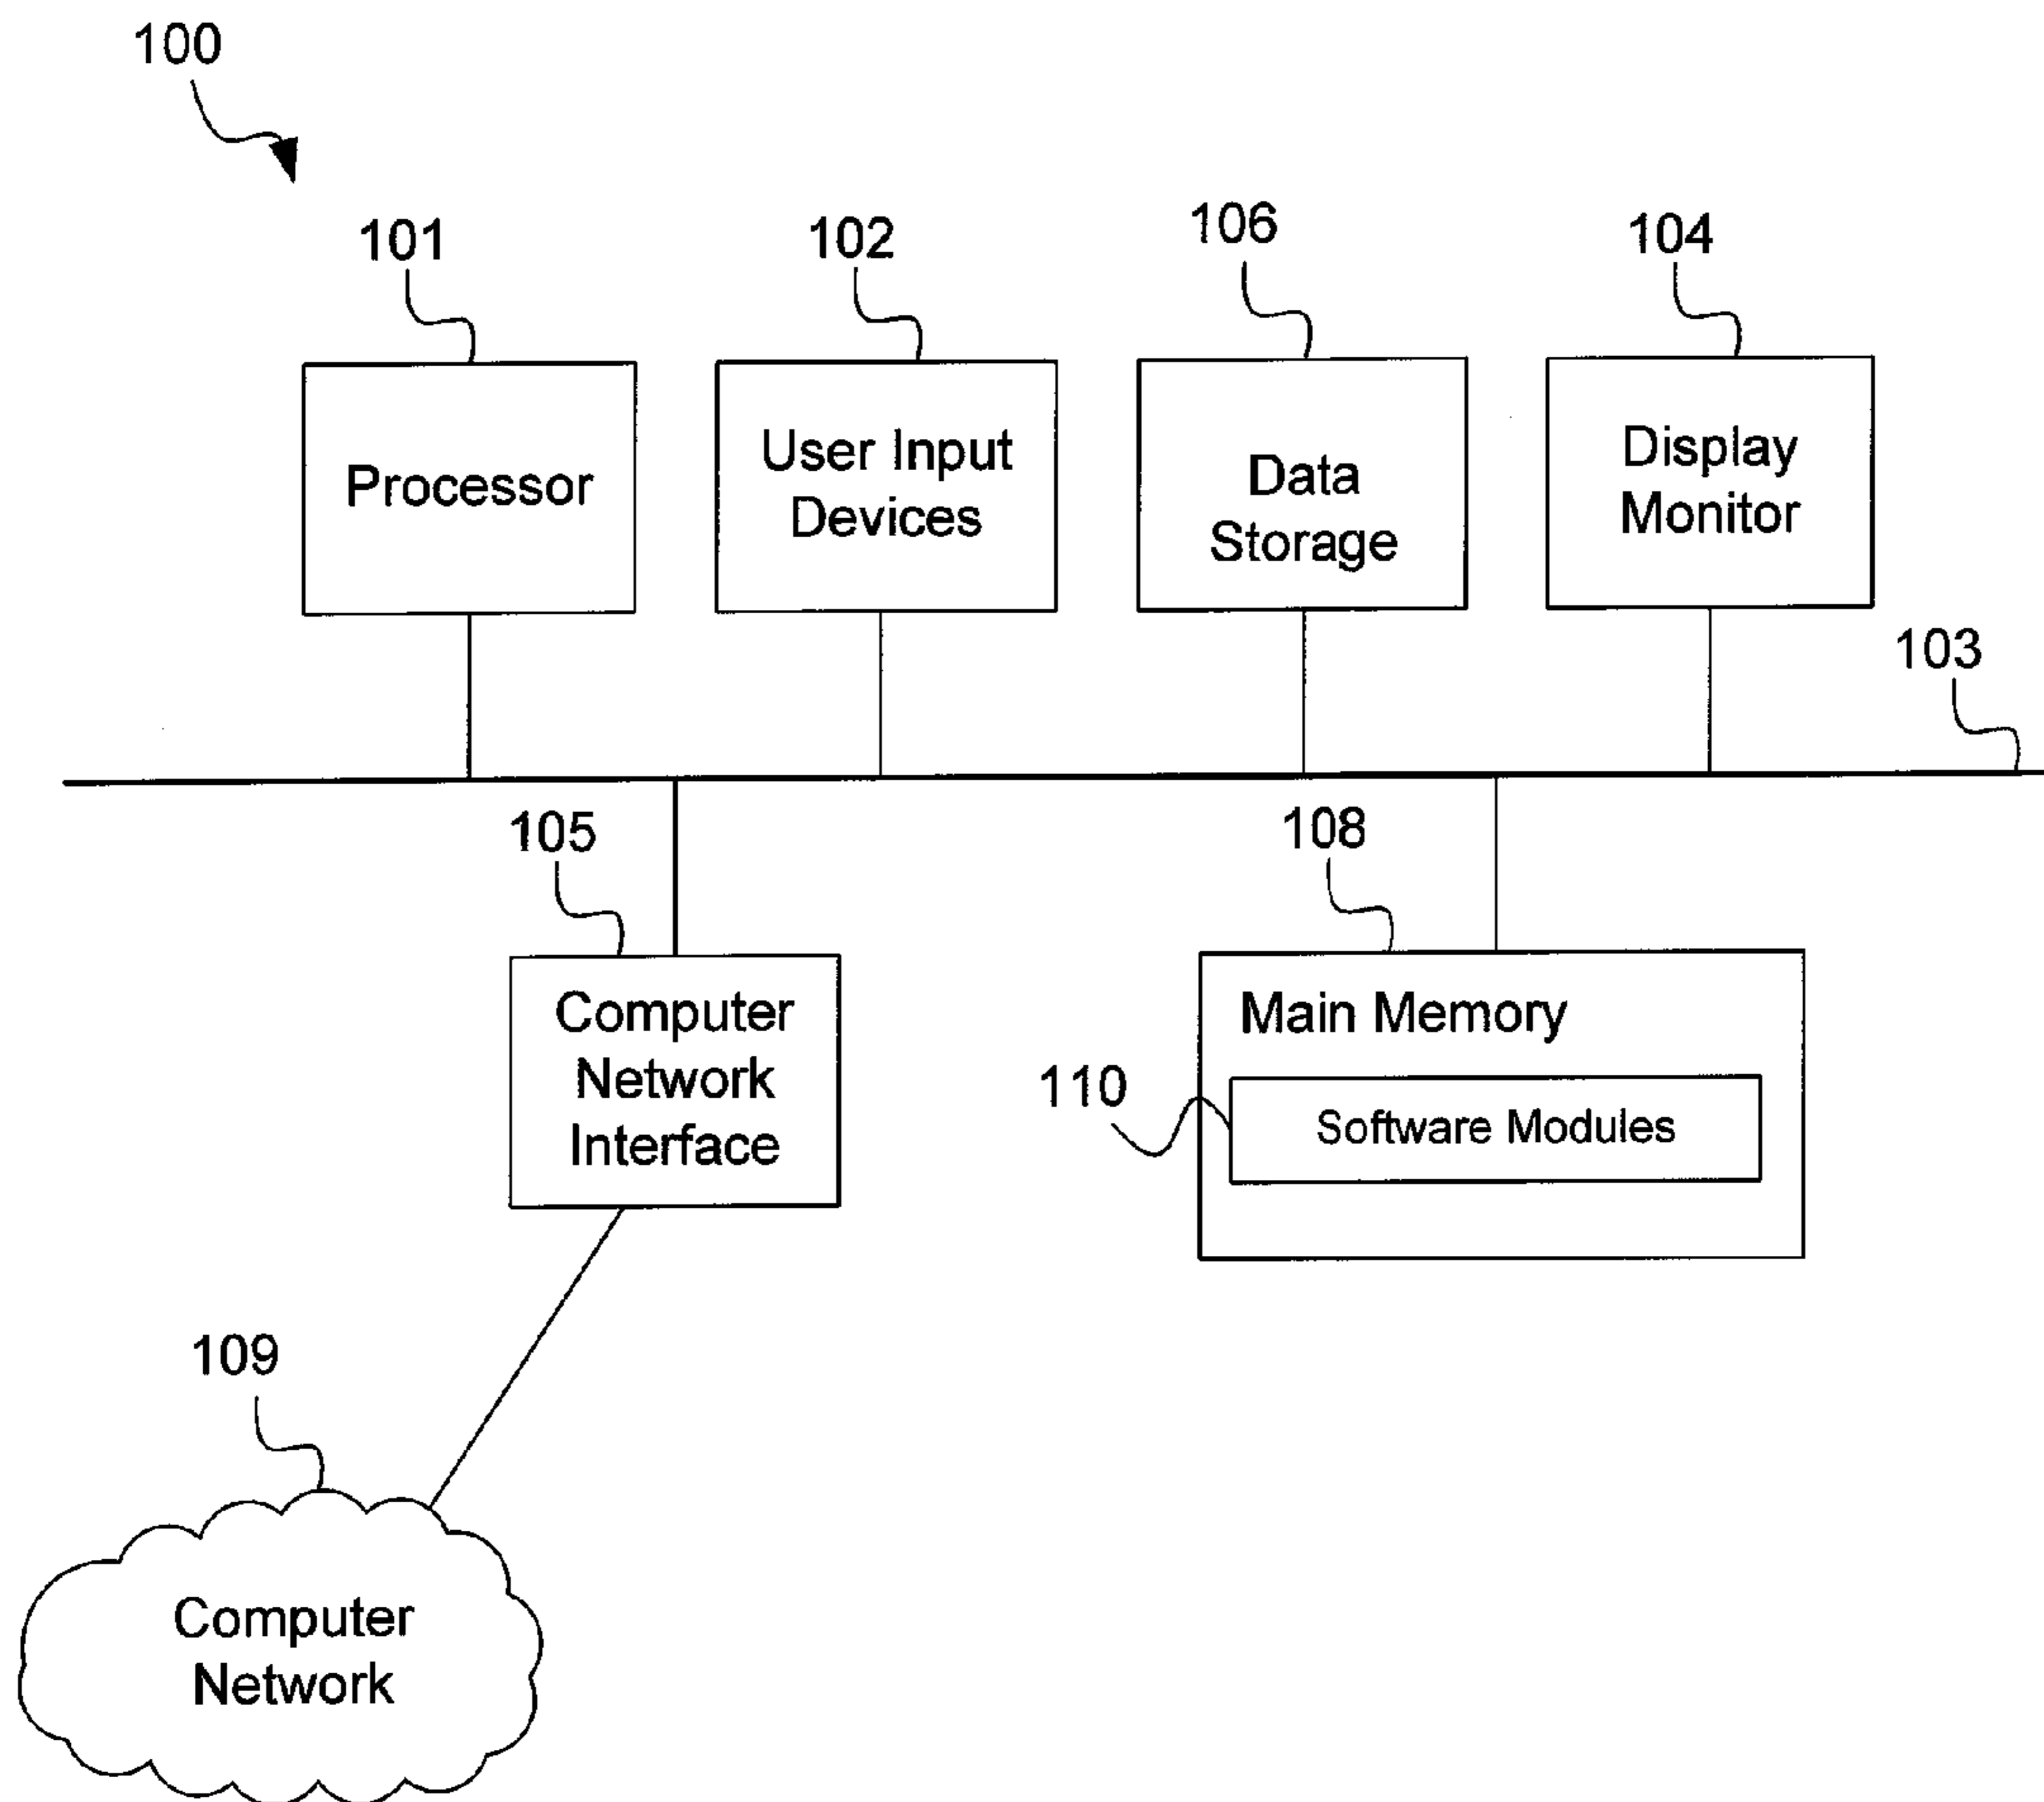 100
101
102
106
104
Processor
User Input
Devices
Data
Storage
Display
Monitor
103
105
108
Computer
Network
Interface
Main Memory
110
Software Modules
109
Computer
Network